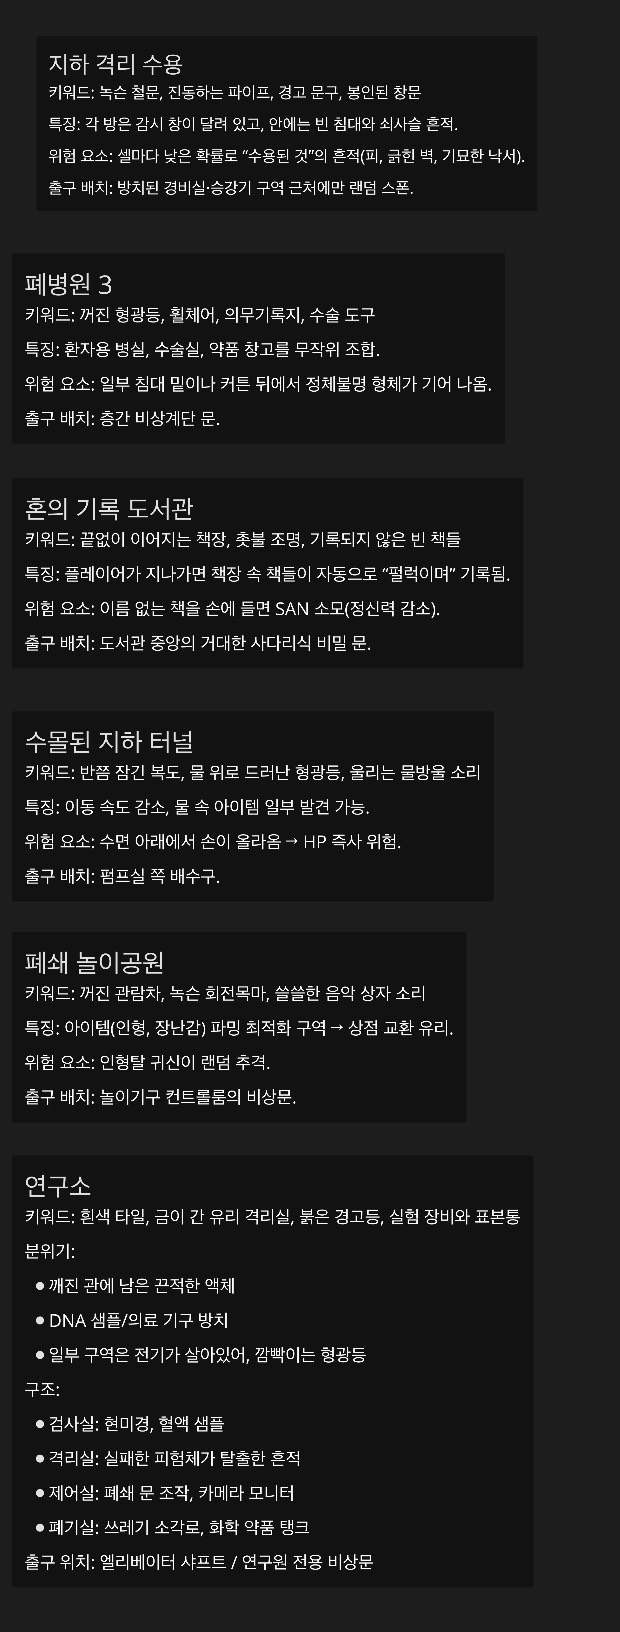 지하 격리 수용
키워드: 녹슨 철문, 진동하는 파이프, 경고 문구, 봉인된 창문
특징: 각 방은 감시 창이 달려 있고, 안에는 빈 침대와 쇠사슬 흔적.
위험 요소: 셀마다 낮은 확률로 “수용된 것”의 흔적(피, 긁힌 벽, 기묘한 낙서).
출구 배치: 방치된 경비실·승강기 구역 근처에만 랜덤 스폰.
폐병원 3
키워드: 꺼진 형광등, 휠체어, 의무기록지, 수술 도구
특징: 환자용 병실, 수술실, 약품 창고를 무작위 조합.
위험 요소: 일부 침대 밑이나 커튼 뒤에서 정체불명 형체가 기어 나옴.
출구 배치: 층간 비상계단 문.
혼의 기록 도서관
키워드: 끝없이 이어지는 책장, 촛불 조명, 기록되지 않은 빈 책들
특징: 플레이어가 지나가면 책장 속 책들이 자동으로 “펄럭이며” 기록됨.
위험 요소: 이름 없는 책을 손에 들면 SAN 소모(정신력 감소).
출구 배치: 도서관 중앙의 거대한 사다리식 비밀 문.
수몰된 지하 터널
키워드: 반쯤 잠긴 복도, 물 위로 드러난 형광등, 울리는 물방울 소리
특징: 이동 속도 감소, 물 속 아이템 일부 발견 가능.
위험 요소: 수면 아래에서 손이 올라옴 → HP 즉사 위험.
출구 배치: 펌프실 쪽 배수구.
폐쇄 놀이공원
키워드: 꺼진 관람차, 녹슨 회전목마, 쓸쓸한 음악 상자 소리
특징: 아이템(인형, 장난감) 파밍 최적화 구역 → 상점 교환 유리.
위험 요소: 인형탈 귀신이 랜덤 추격.
출구 배치: 놀이기구 컨트롤룸의 비상문.
연구소
키워드: 흰색 타일, 금이 간 유리 격리실, 붉은 경고등, 실험 장비와 표본통
분위기:
● 깨진 관에 남은 끈적한 액체
● DNA 샘플/의료 기구 방치
● 일부 구역은 전기가 살아있어, 깜빡이는 형광등
구조:
● 검사실: 현미경, 혈액 샘플
● 격리실: 실패한 피험체가 탈출한 흔적
● 제어실: 폐쇄 문 조작, 카메라 모니터
● 폐기실: 쓰레기 소각로, 화학 약품 탱크
출구 위치: 엘리베이터 샤프트 / 연구원 전용 비상문